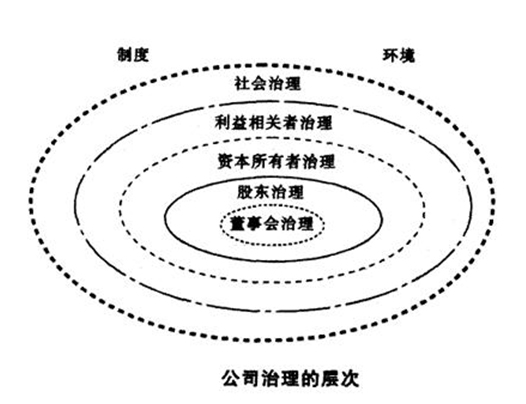 制度 环境
社会治理
利益相关者治理
资本所有者治理
股东治理
董事会治理
公司治理的层次